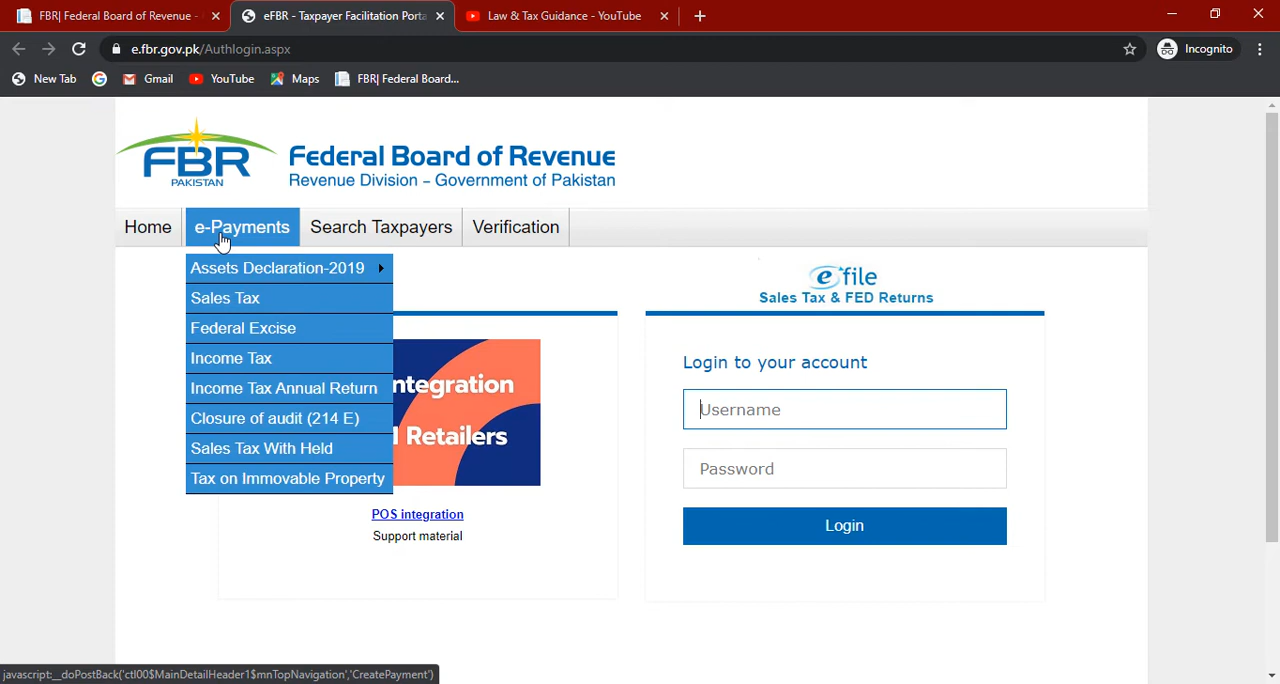 FBR| Federal Board of Revenue -
eFBR - Taxpayer Facilitation Porta
Law & Tax Guidance - YouTube
e.fbr.gov.pk/Authlogin.aspx
Incognito
New Tab
Gmail
YouTube
Maps
FBR| Federal Board...
FBR
PAKISTAN
Federal Board of Revenue
Revenue Division – Government of Pakistan
Home
e-Payments
Search Taxpayers
Verification
Assets Declaration-2019
Sales Tax
Federal Excise
Income Tax
Income Tax Annual Return
Closure of audit (214 E)
Sales Tax With Held
Tax on Immovable Property
ntegration
Retailers
POS integration
Support material
efile
Sales Tax & FED Returns
Login to your account
Username
Password
Login
javascript:__doPostBack('ctl00$MainDetailHeader1$mnTopNavigation','CreatePayment')